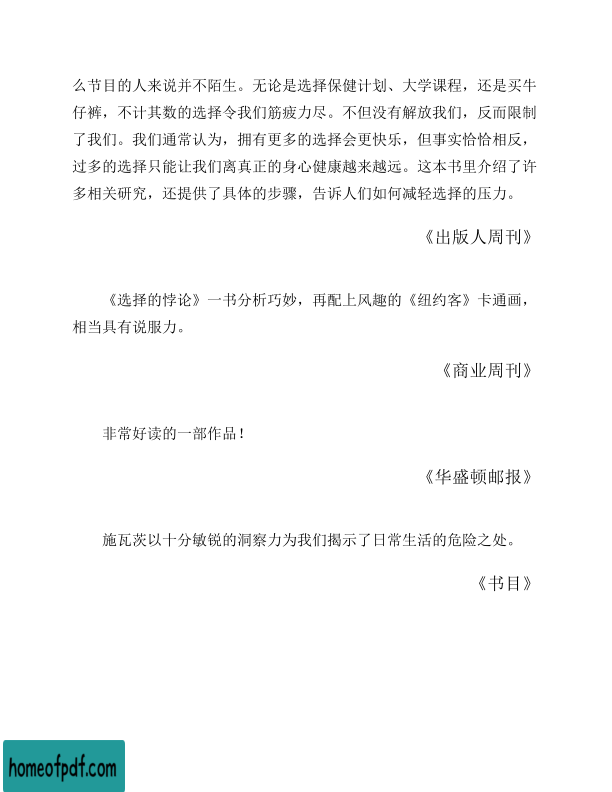 么节目的人来说并不陌生。无论是选择保健计划、大学课程，还是买牛
仔裤，不计其数的选择令我们筋疲力尽。不但没有解放我们，反而限制
了我们。我们通常认为，拥有更多的选择会更快乐，但事实恰恰相反，
过多的选择只能让我们离真正的身心健康越来越远。这本书里介绍了许
多相关研究，还提供了具体的步骤，告诉人们如何减轻选择的压力。
《出版人周刊》
《选择的悖论》一书分析巧妙，再配上风趣的《纽约客》卡通画，
相当具有说服力。
《商业周刊》
非常好读的一部作品！
《华盛顿邮报》
施瓦茨以十分敏锐的洞察力为我们揭示了日常生活的危险之处。
《书目》
homeofpdf.com